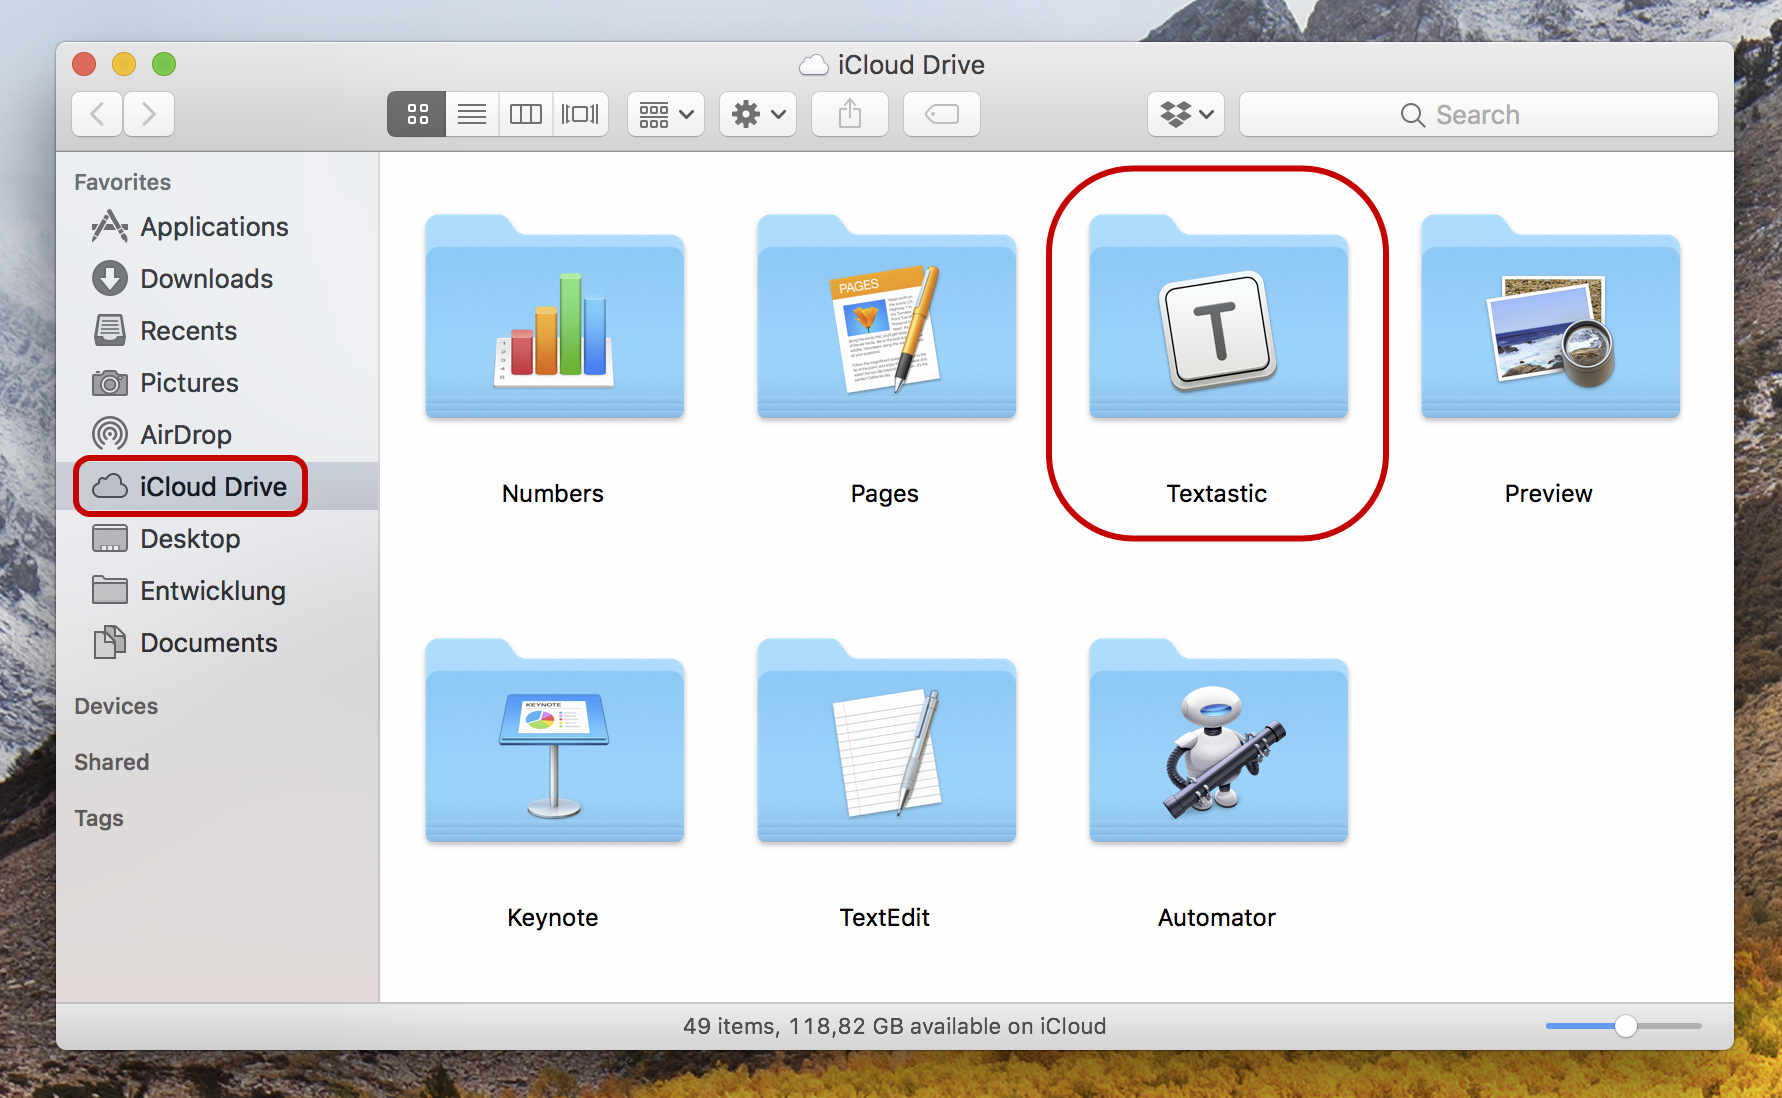 iCloud Drive
Search
Favorites
Applications
Downloads
Recents
Pictures
AirDrop
iCloud Drive
Desktop
Entwicklung
Documents
Devices
Shared
Tags
PAGES
T
Numbers
Pages
Textastic
Preview
KEYNOTE
Keynote
TextEdit
Automator
49 items, 118,82 GB available on iCloud